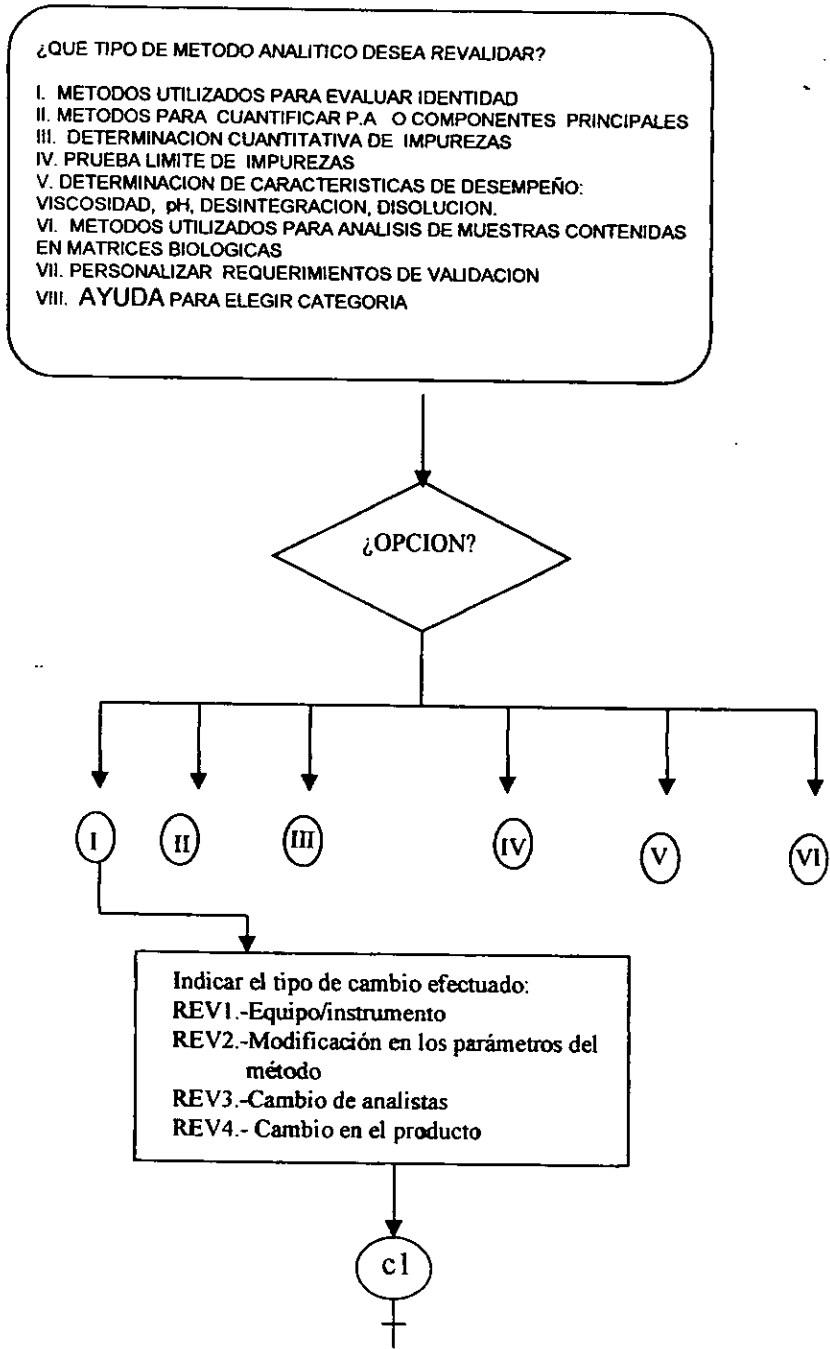 ¿QUE TIPO DE METODO ANALITICO DESEA REVALIDAR?
I. METODOS UTILIZADOS PARA EVALUAR IDENTIDAD
II. METODOS PARA CUANTIFICAR P.A O COMPONENTES PRINCIPALES
III. DETERMINACION CUANTITATIVA DE IMPUREZAS
IV. PRUEBA LIMITE DE IMPUREZAS
V. DETERMINACION DE CARACTERISTICAS DE DESEMPEÑO:
VISCOSIDAD, pH, DESINTEGRACION, DISOLUCION.
VI. METODOS UTILIZADOS PARA ANALISIS DE MUESTRAS CONTENIDAS
EN MATRICES BIOLOGICAS
VII. PERSONALIZAR REQUERIMIENTOS DE VALIDACION
VIII. AYUDA PARA ELEGIR CATEGORIA
¿OPCION?
I II III IV V VI
Indicar el tipo de cambio efectuado:
REV1.-Equipo/instrumento
REV2.-Modificación en los parámetros del
método
REV3.-Cambio de analistas
REV4.- Cambio en el producto
c1